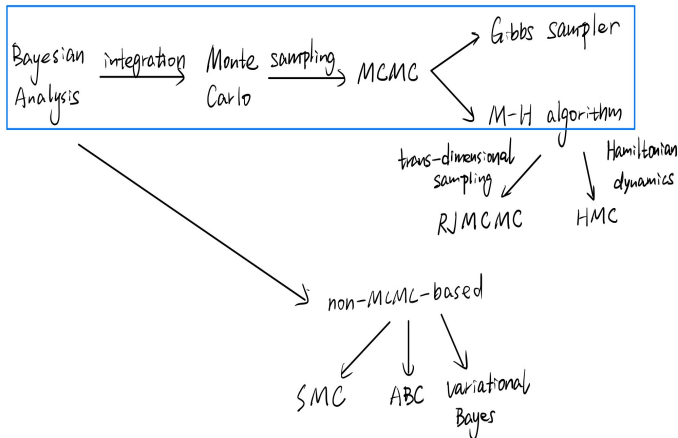 Gibbs sampler
Bayesian
Analysis
integration
Monte
Carlo
sampling
MCMC
M-H algorithm
trans-dimensional
sampling
Hamiltonian
dynamics
RJMCMC
HMC
non-MCMC-based
SMC
ABC
variational
Bayes